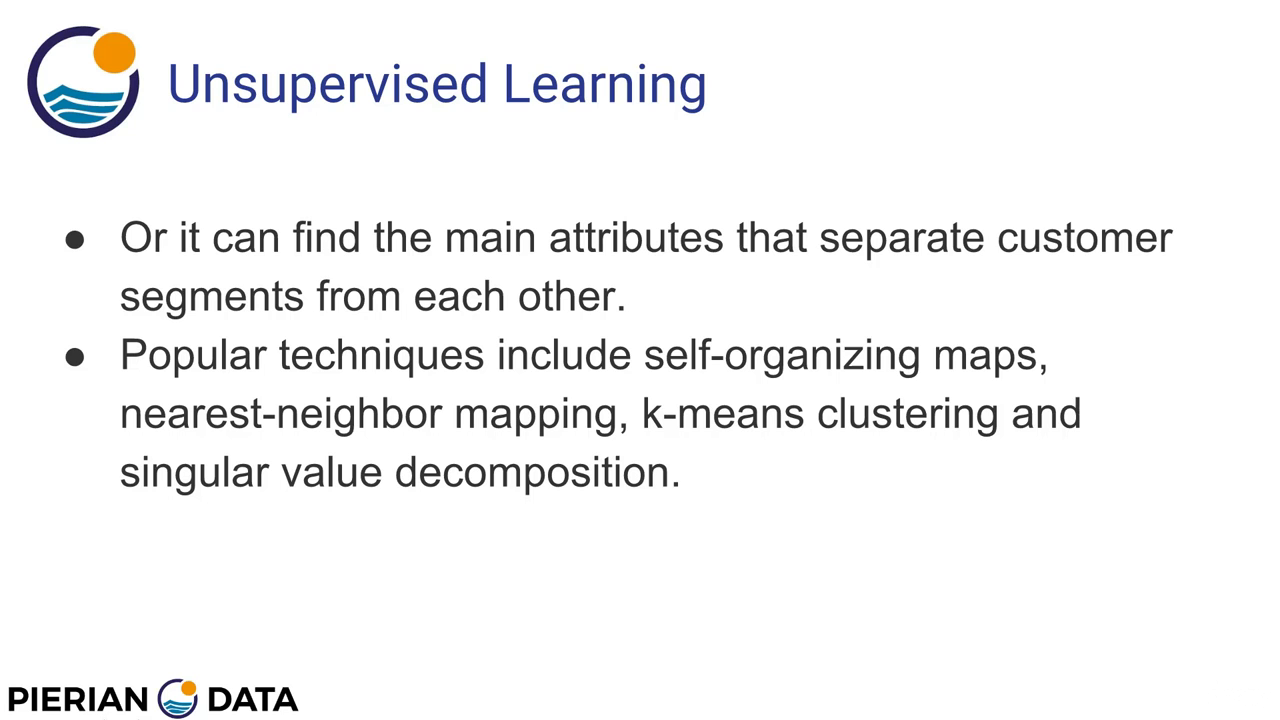 Unsupervised Learning
● Or it can find the main attributes that separate customer
segments from each other.
● Popular techniques include self-organizing maps,
nearest-neighbor mapping, k-means clustering and
singular value decomposition.
PIERIAN DATA